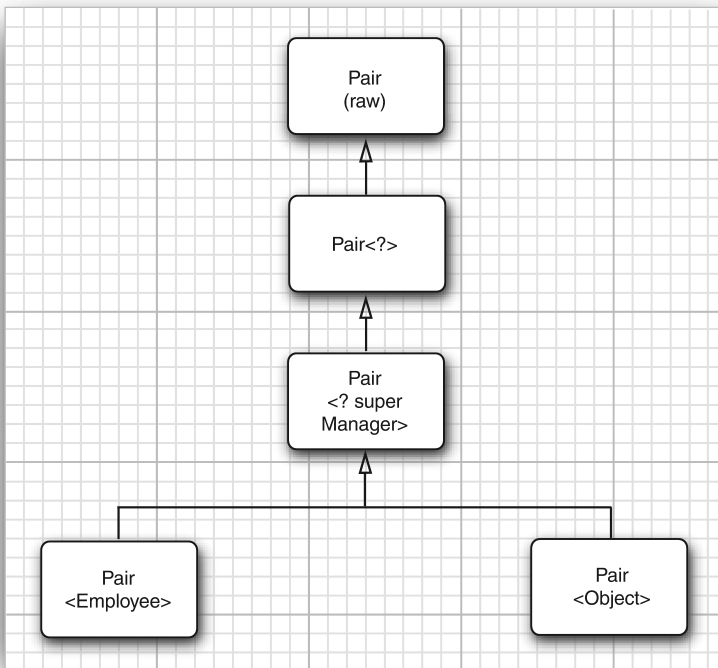 Pair
(raw)
Pair<?>
Pair
<? super
Manager>
Pair
<Employee>
Pair
<Object>